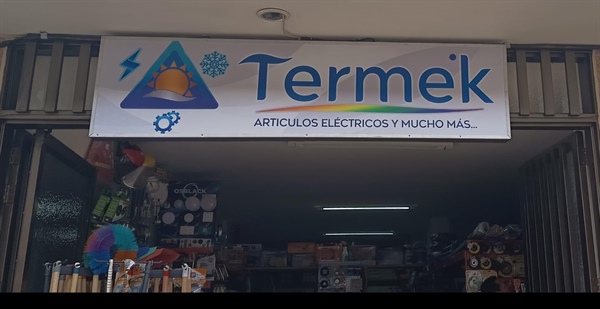 Termek
ARTICULOS ELÉCTRICOS Y MUCHO MÁS...